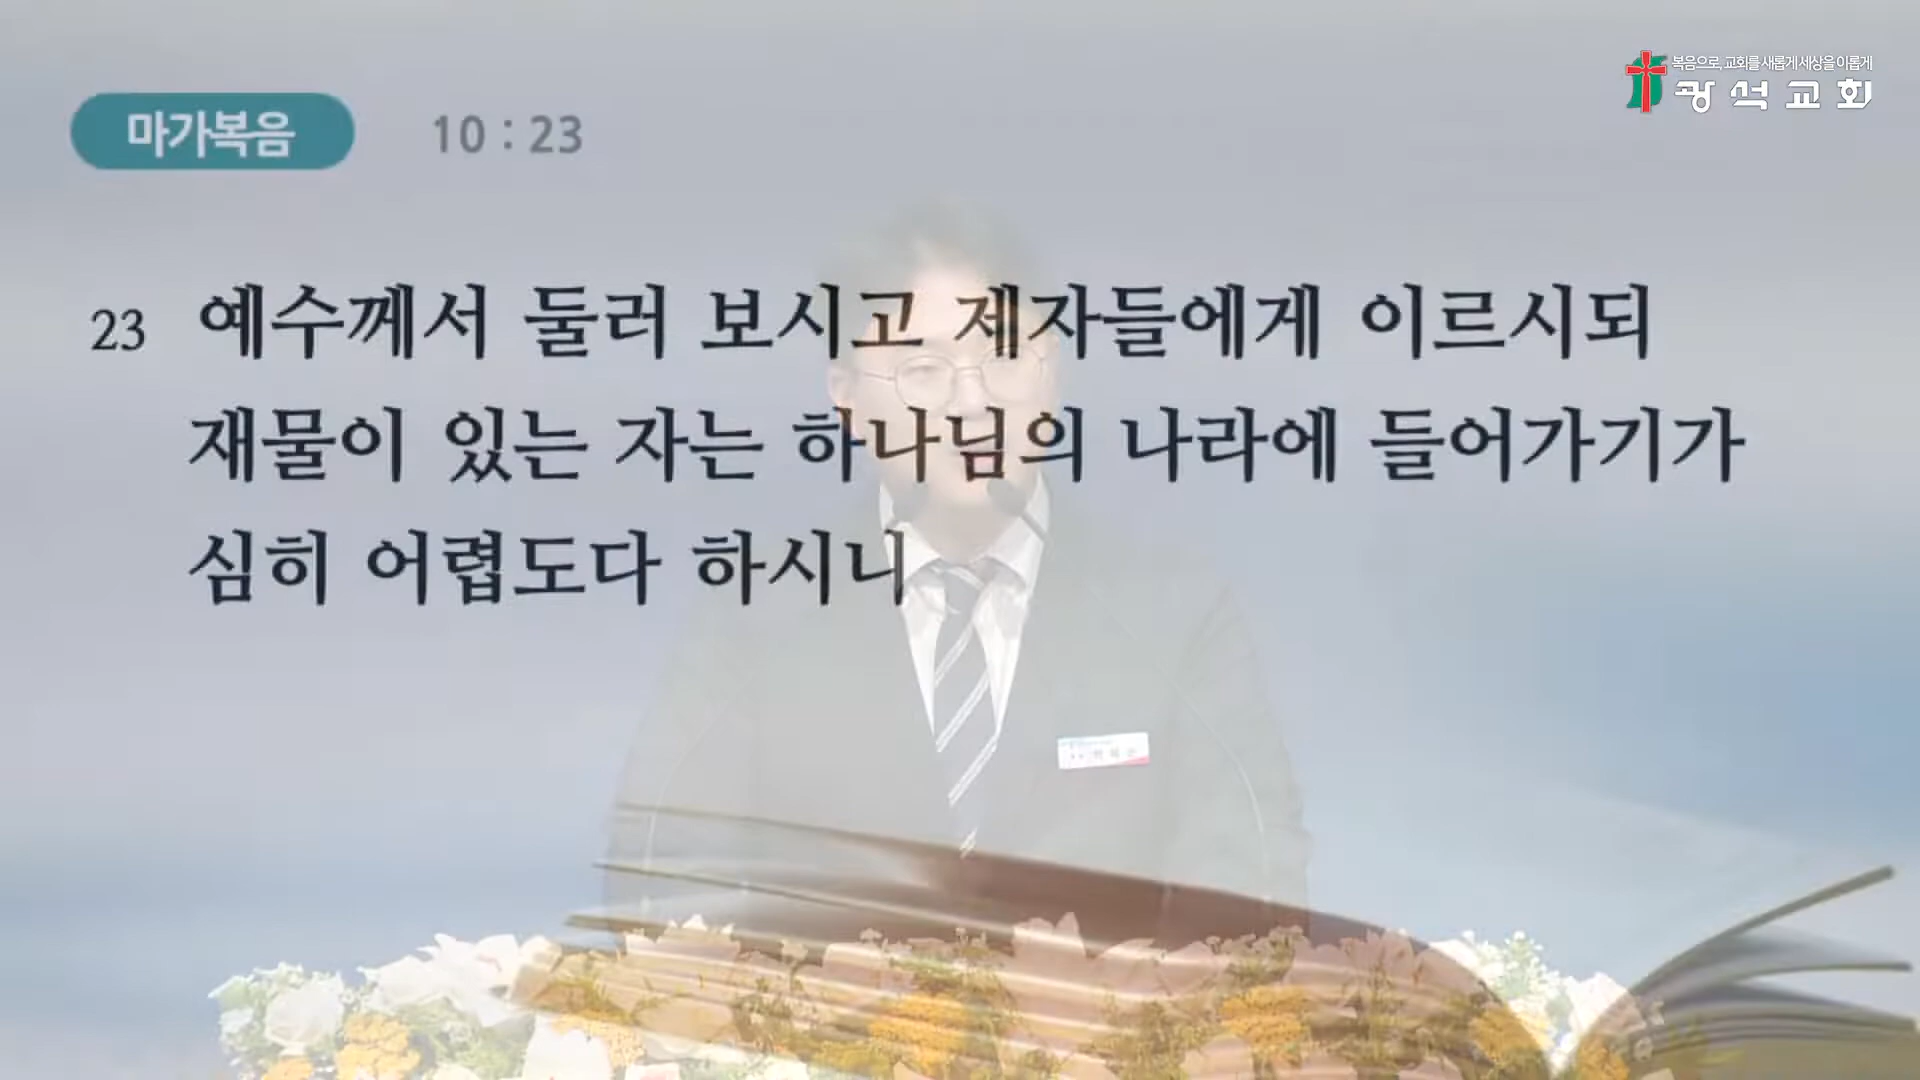 복음으로, 교회를 새롭게 세상을 이롭게
광석교회
마가복음 10:23
23 예수께서 둘러 보시고 제자들에게 이르시되
재물이 있는 자는 하나님의 나라에 들어가기가
심히 어렵도다 하시니